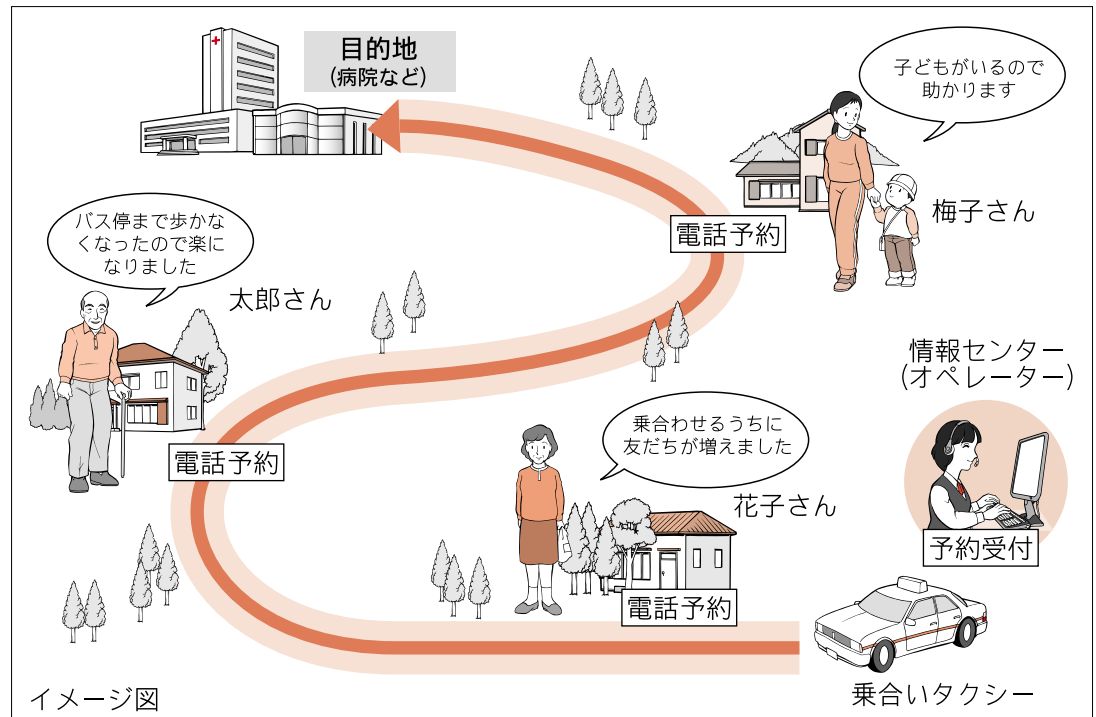 目的地
(病院など)
子どもがいるので
助かります
梅子さん
電話予約
バス停まで歩かな
くなったので楽に
なりました
太郎さん
電話予約
情報センター
(オペレーター)
予約受付
乗合わせるうちに
友だちが増えました
花子さん
電話予約
乗合いタクシー
イメージ図